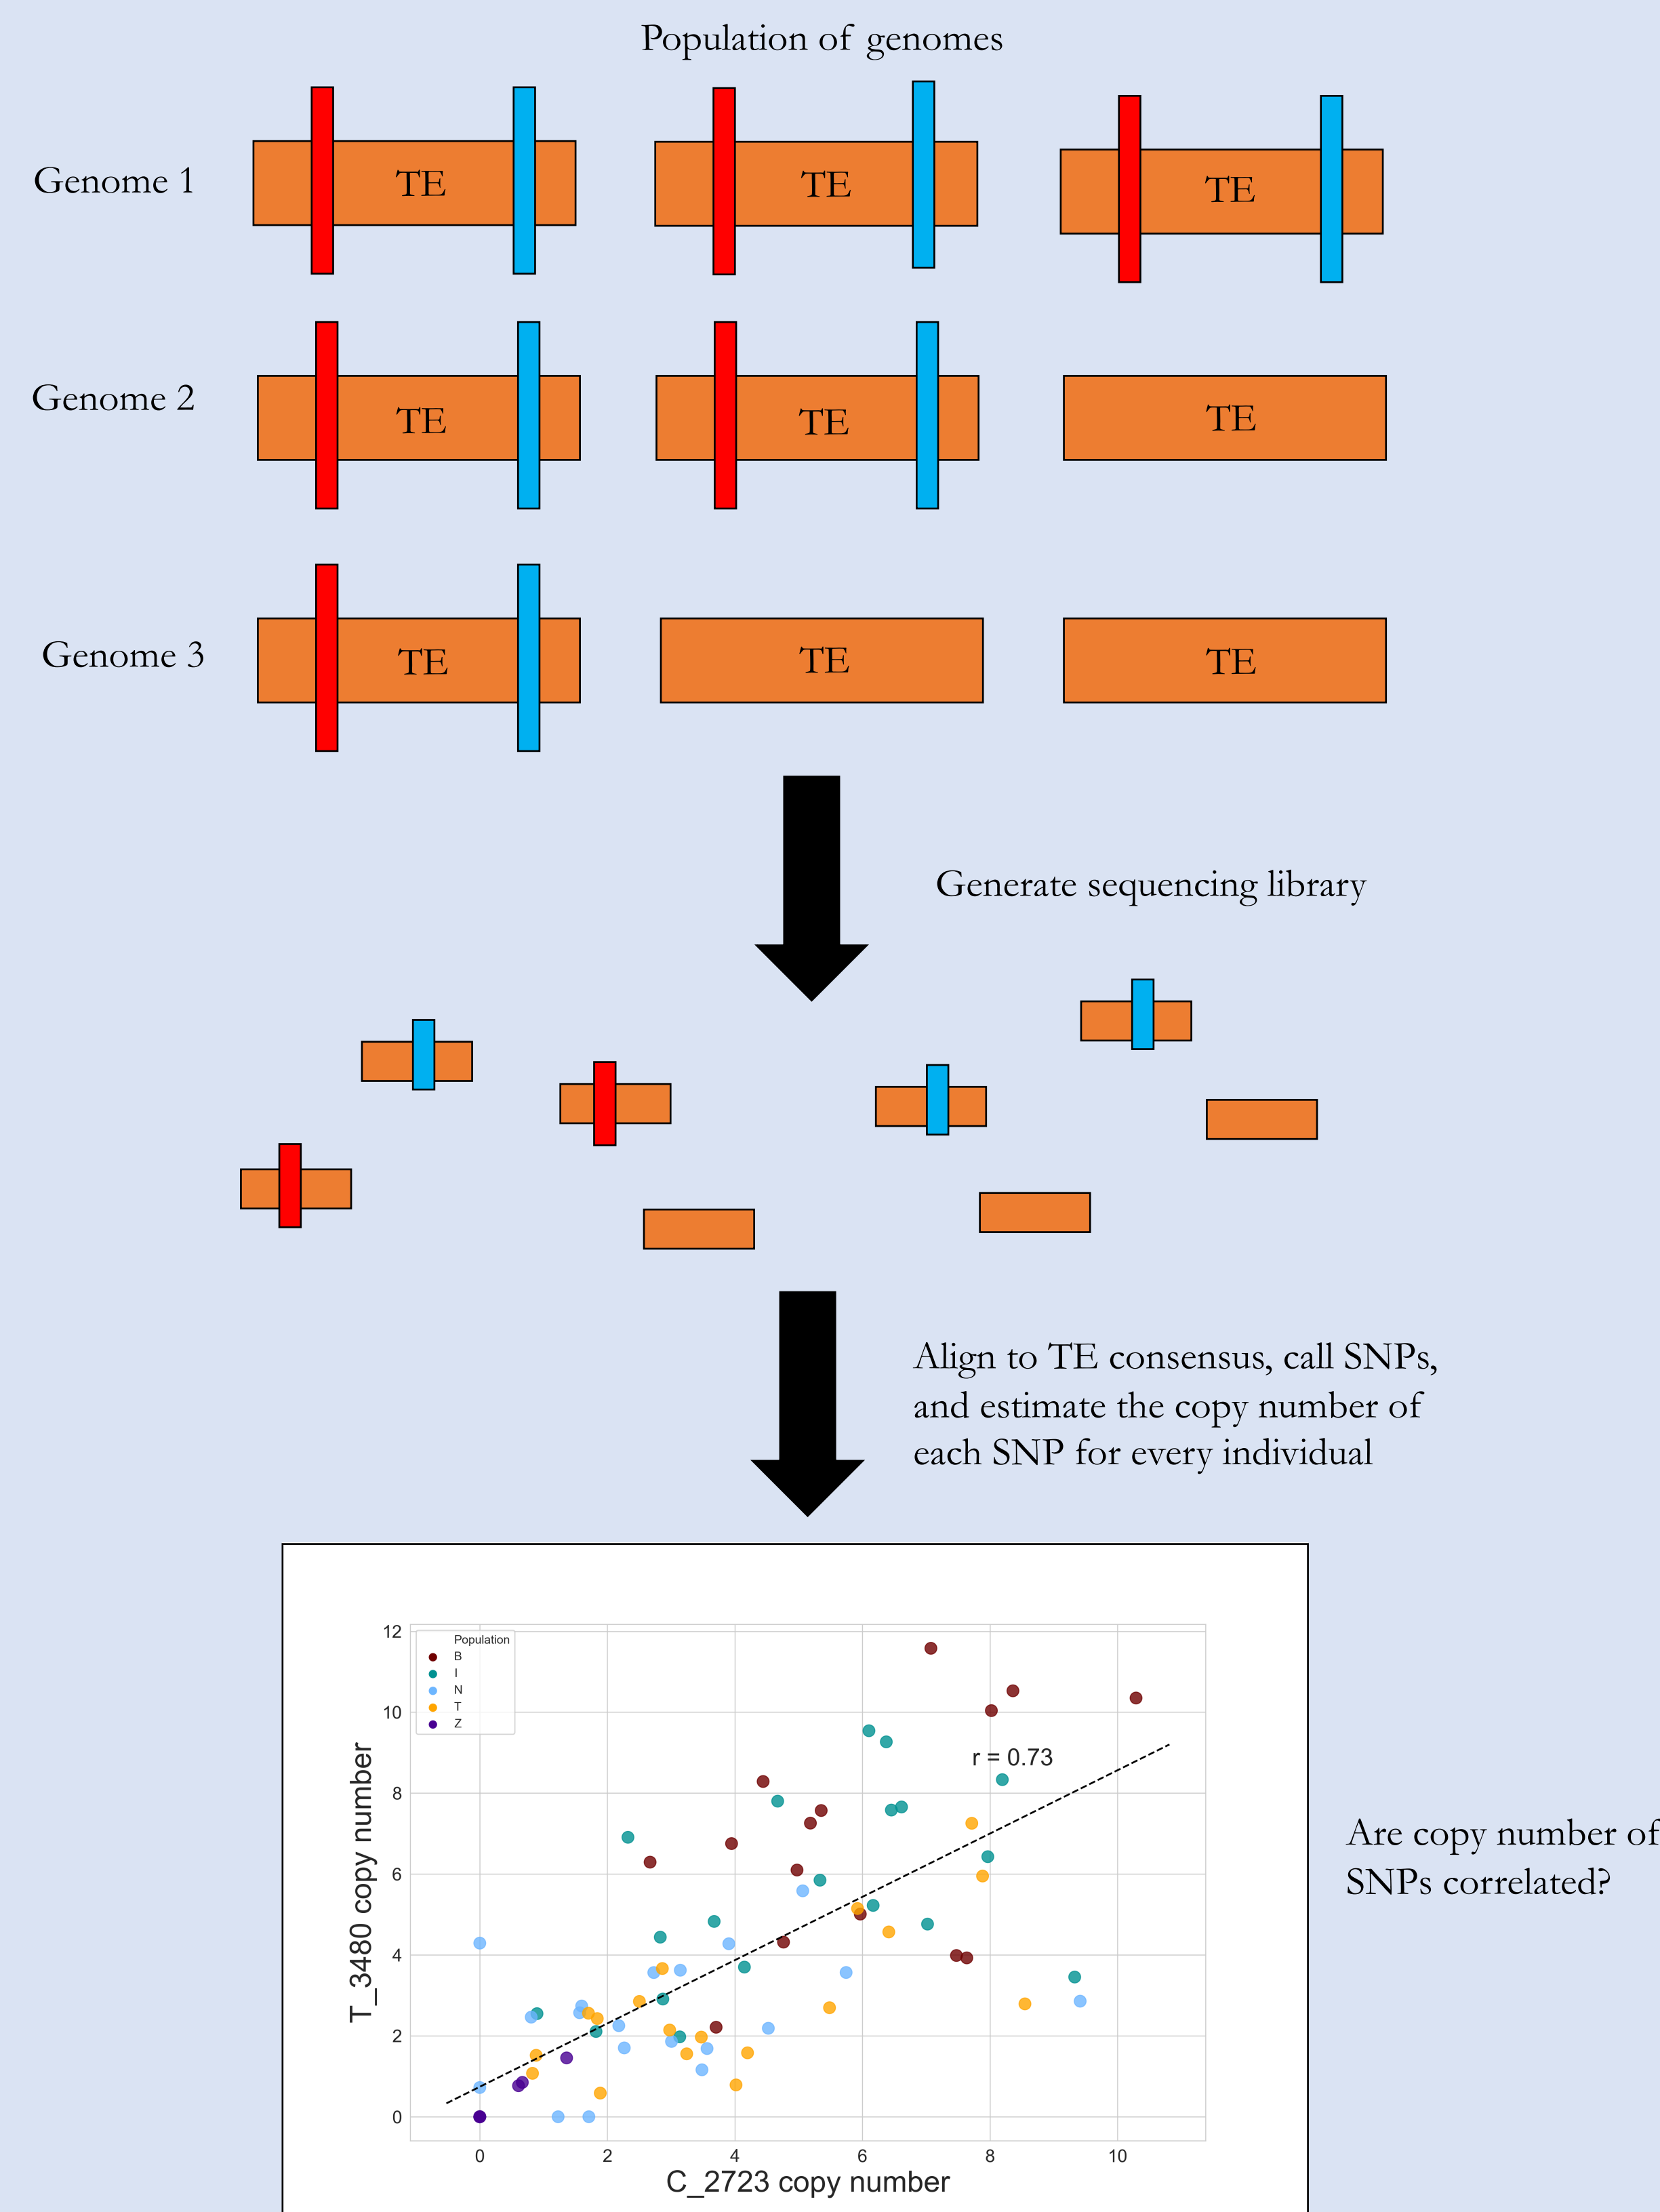 Population of genomes
Genome 1
TE
TE
TE
Genome 2
TE
TE
TE
Genome 3
TE
TE
TE
Generate sequencing library
Align to TE consensus, call SNPs,
and estimate the copy number of
each SNP for every individual
12
10
8
6
4
2
0
T_3480 copy number
Population
B
I
N
T
Z
r = 0.73
0 2 4 6 8 10
C_2723 copy number
Are copy number of
SNPs correlated?